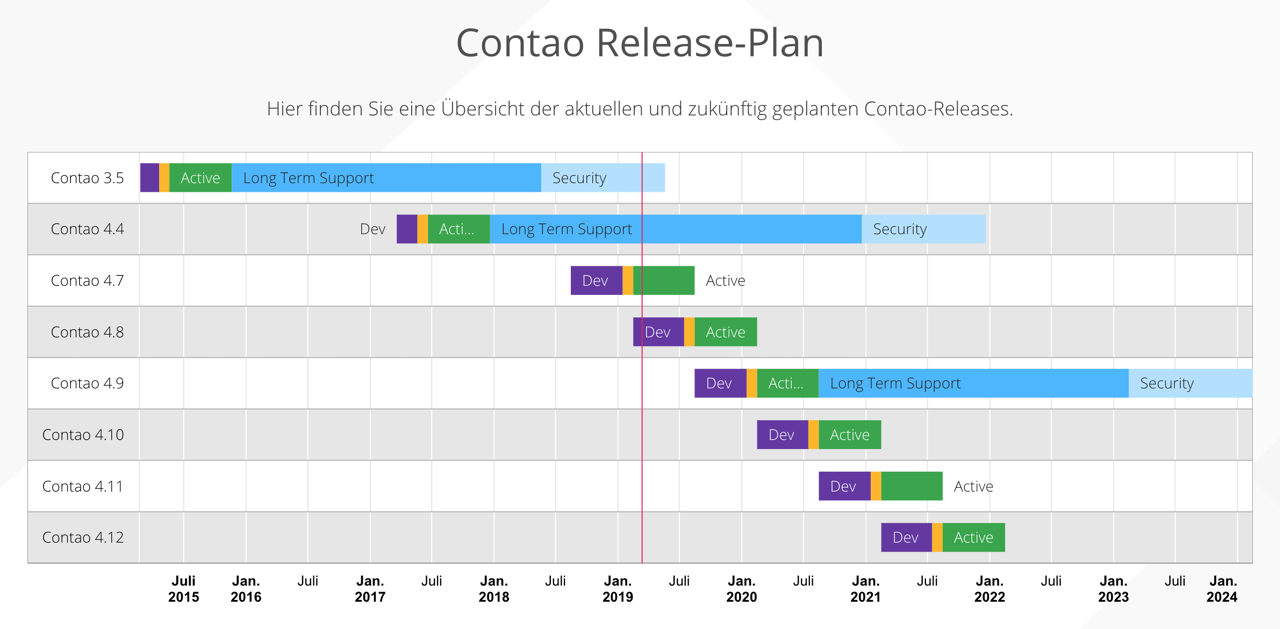 Contao Release-Plan
Hier finden Sie eine Übersicht der aktuellen und zukünftig geplanten Contao-Releases.
Contao 3.5 Active Long Term Support Security
Contao 4.4 Dev Acti... Long Term Support Security
Contao 4.7 Dev Active
Contao 4.8 Dev Active
Contao 4.9 Dev Acti... Long Term Support Security
Contao 4.10 Dev Active
Contao 4.11 Dev Active
Contao 4.12 Dev Active
Juli Jan. Juli Jan. Juli Jan. Juli Jan. Juli Jan. Juli Jan. Juli Jan. Juli Jan. Juli Jan.
2015 2016 2017 2018 2019 2020 2021 2022 2023 2024